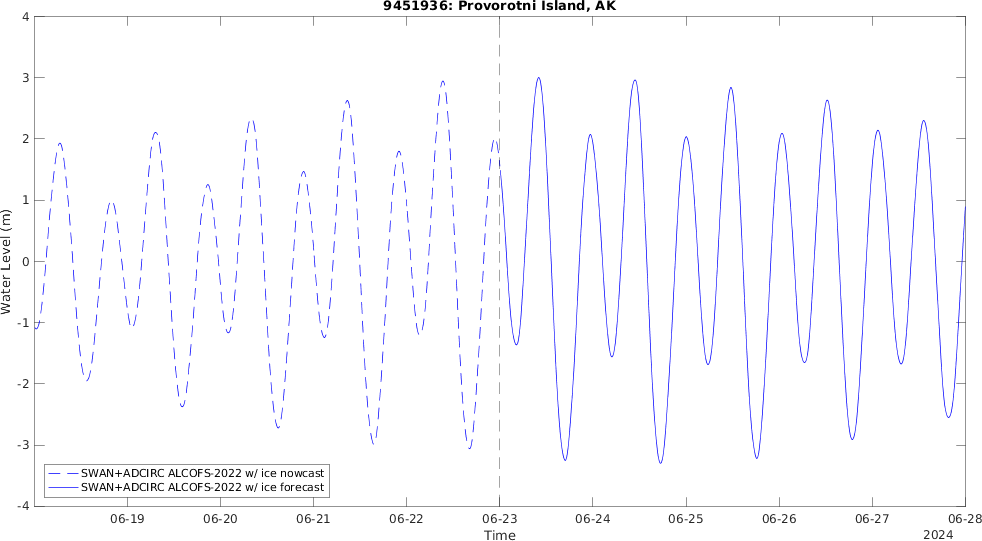 9451936: Provorotni Island, AK
4
3
2
1
0
-1
-2
-3
-4
Water Level (m)
SWAN+ADCIRC ALCOFS-2022 w/ ice nowcast
SWAN+ADCIRC ALCOFS-2022 w/ ice forecast
06-19 06-20 06-21 06-22 06-23 06-24 06-25 06-26 06-27 06-28
Time
2024